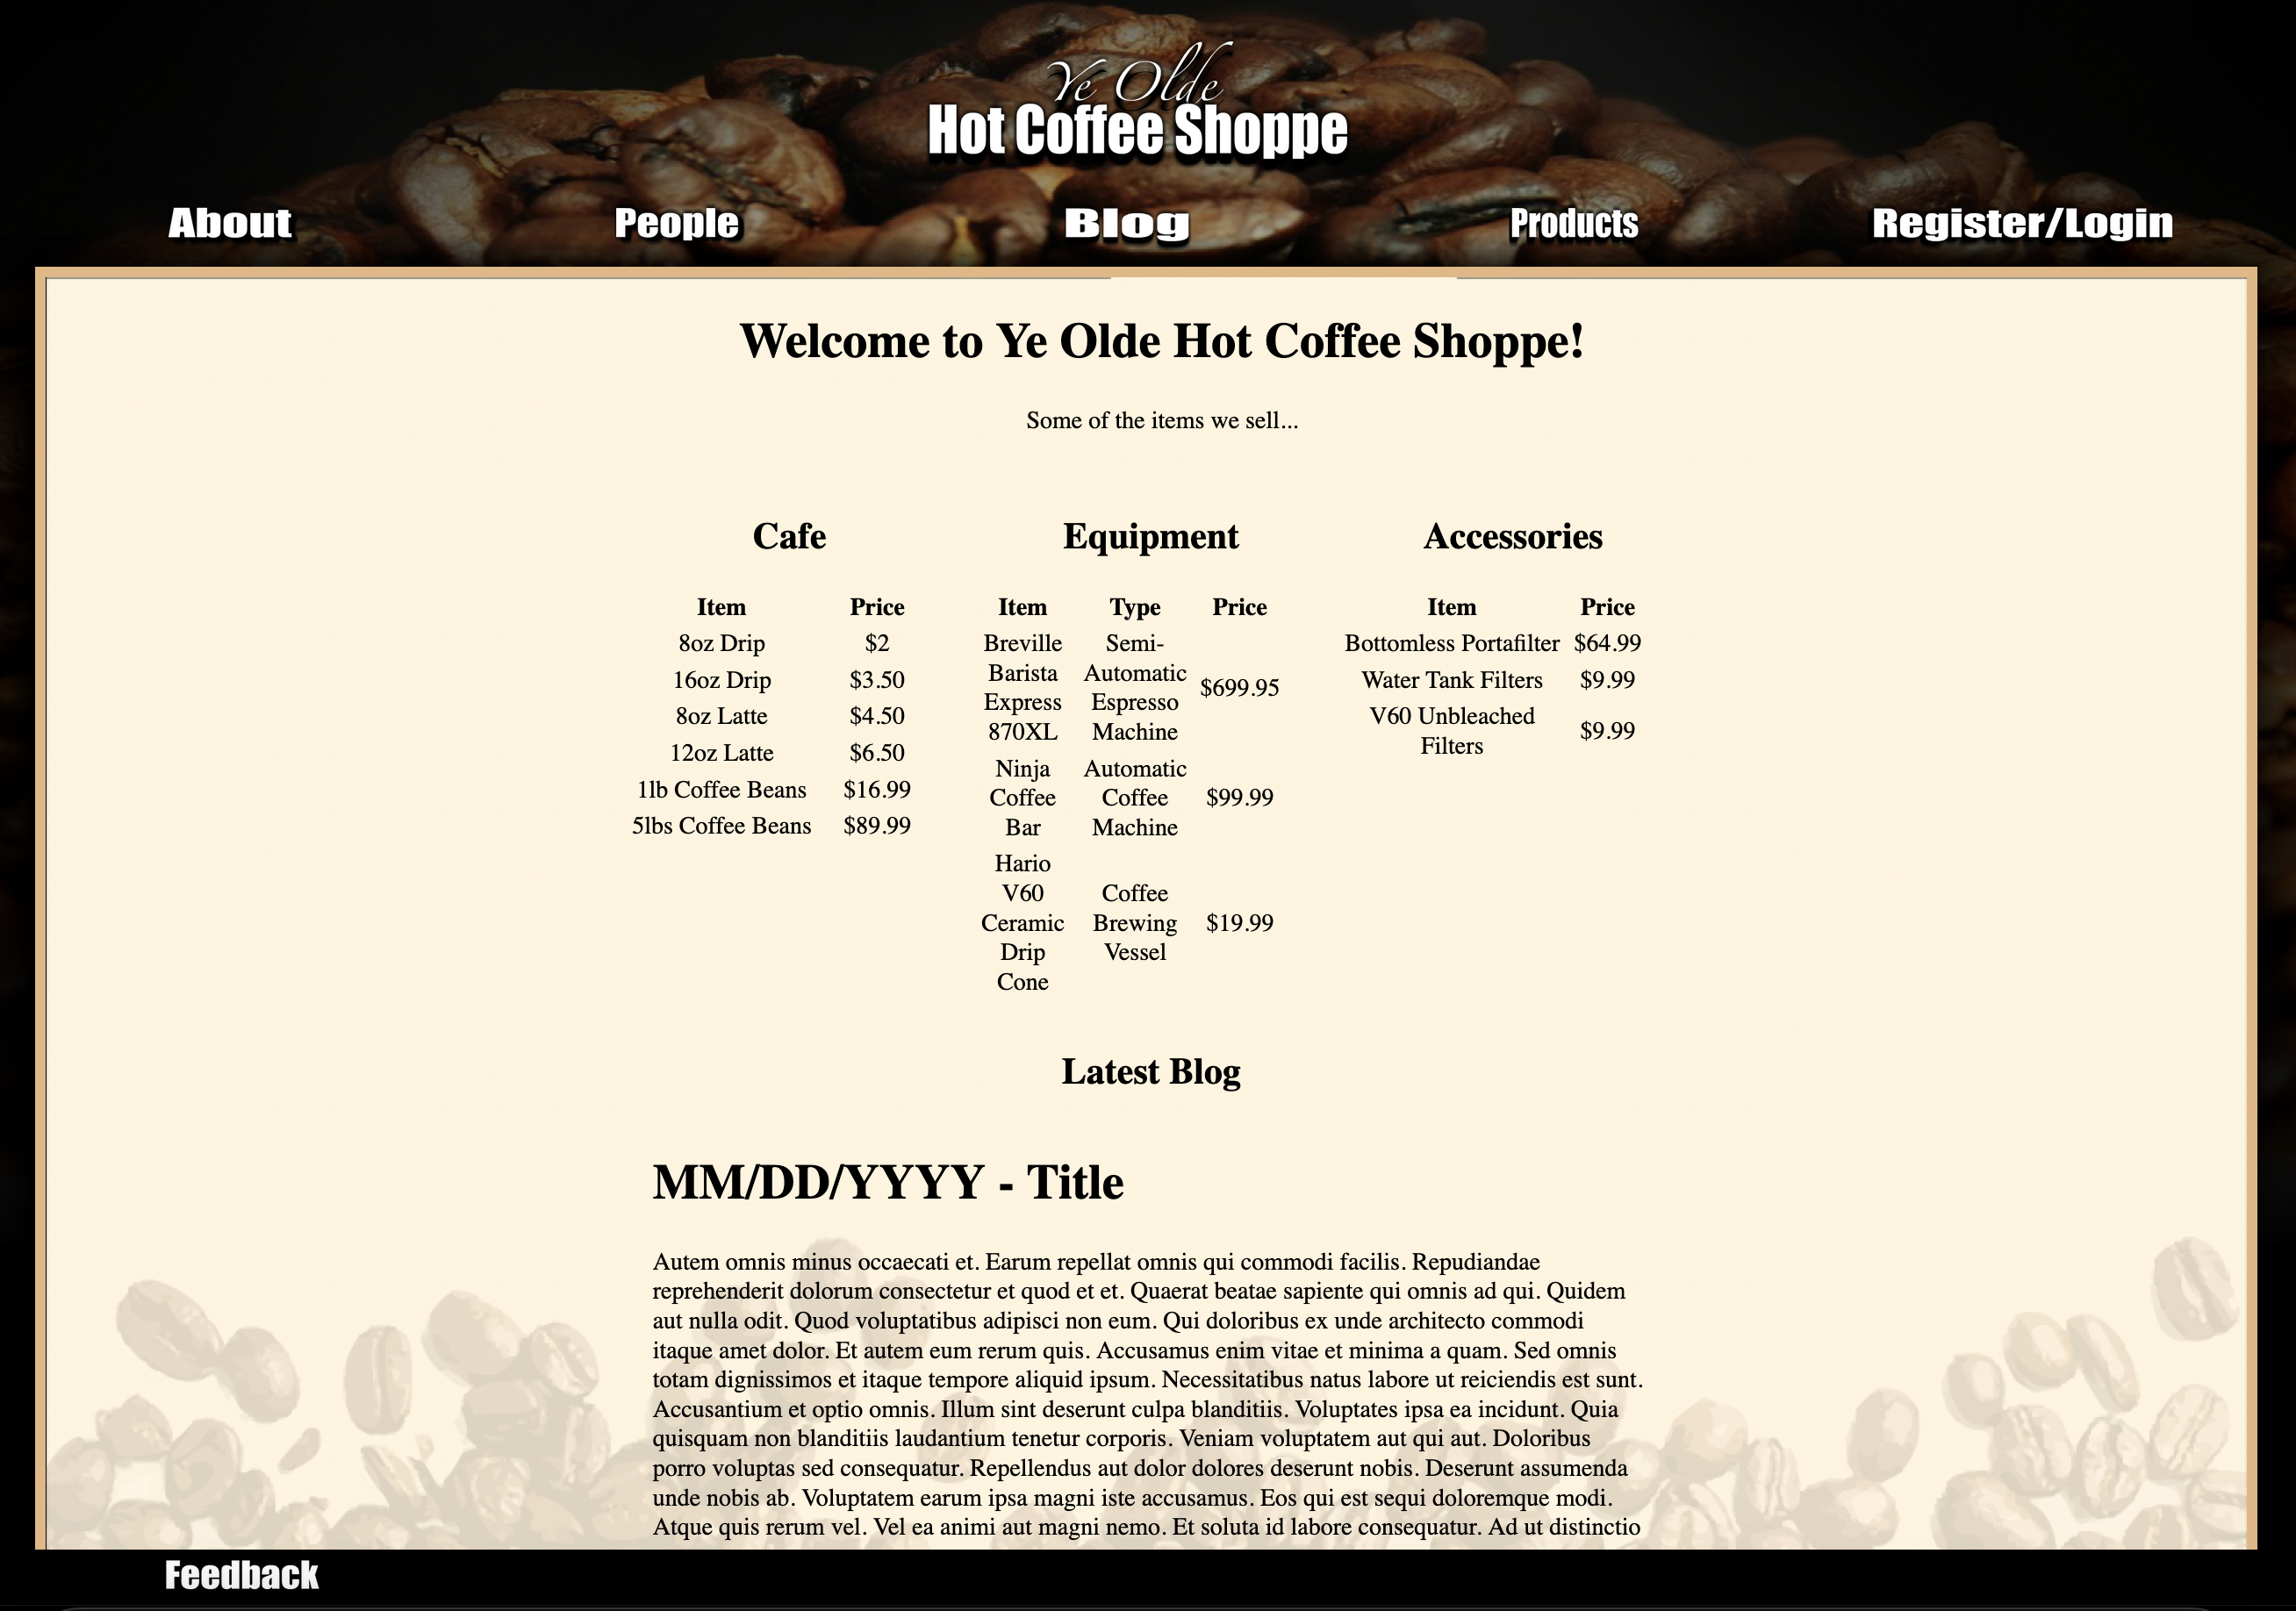 Ye Olde
Hot Coffee Shoppe
About
People
Blog
Products
Register/Login
Welcome to Ye Olde Hot Coffee Shoppe!
Some of the items we sell...
Cafe
Item Price
8oz Drip $2
16oz Drip $3.50
8oz Latte $4.50
12oz Latte $6.50
1lb Coffee Beans $16.99
5lbs Coffee Beans $89.99
Equipment
Item Type Price
Breville Semi-
Barista Automatic
Express Espresso $699.95
870XL Machine
Ninja Automatic
Coffee Coffee $99.99
Bar Machine
Hario
V60 Coffee
Ceramic Brewing $19.99
Drip Vessel
Cone
Accessories
Item Price
Bottomless Portafilter $64.99
Water Tank Filters $9.99
V60 Unbleached
Filters $9.99
Latest Blog
MM/DD/YYYY - Title
Autem omnis minus occaecati et. Earum repellat omnis qui commodi facilis. Repudiandae
reprehenderit dolorum consectetur et quod et et. Quaerat beatae sapiente qui omnis ad qui. Quidem
aut nulla odit. Quod voluptatibus adipisci non eum. Qui doloribus ex unde architecto commodi
itaque amet dolor. Et autem eum rerum quis. Accusamus enim vitae et minima a quam. Sed omnis
totam dignissimos et itaque tempore aliquid ipsum. Necessitatibus natus labore ut reiciendis est sunt.
Accusantium et optio omnis. Illum sint deserunt culpa blanditiis. Voluptates ipsa ea incidunt. Quia
quisquam non blanditiis laudantium tenetur corporis. Veniam voluptatem aut qui aut. Doloribus
porro voluptas sed consequatur. Repellendus aut dolor dolores deserunt nobis. Deserunt assumenda
unde nobis ab. Voluptatem earum ipsa magni iste accusamus. Eos qui est sequi doloremque modi.
Atque quis rerum vel. Vel ea animi aut magni nemo. Et soluta id labore consequatur. Ad ut distinctio
Feedback